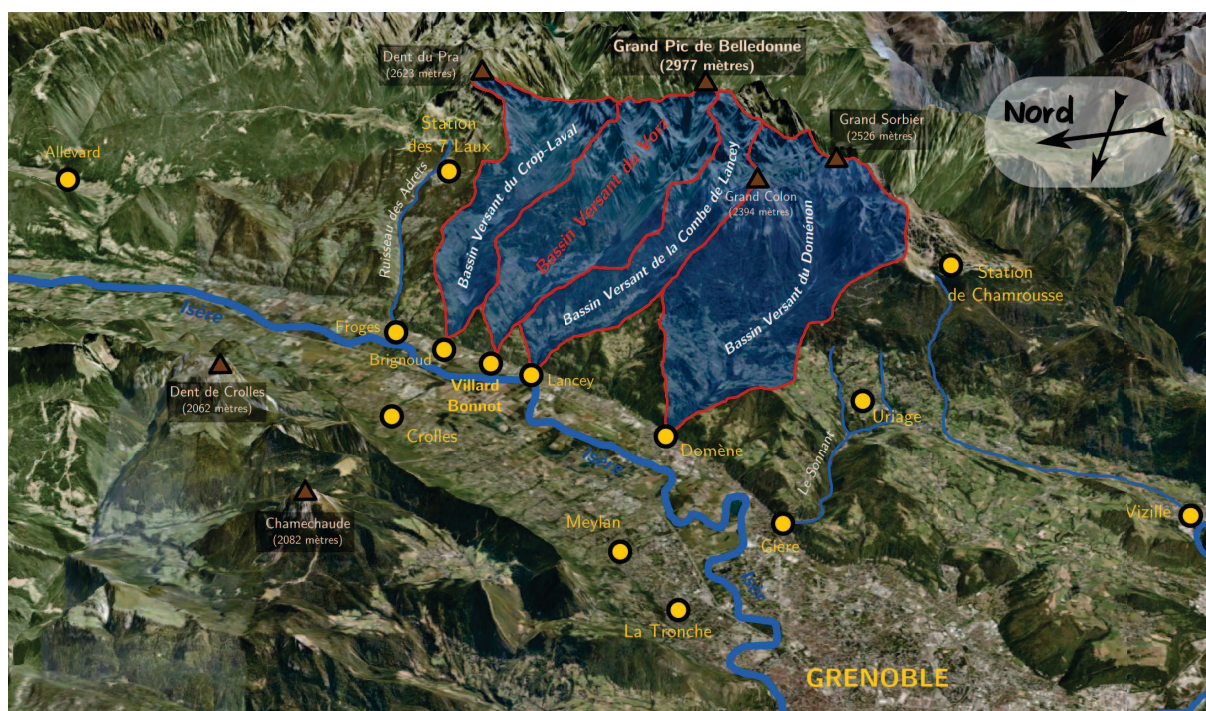 Dent du Pra
(2623 mètres)
Grand Pic de Belledonne
(2977 mètres)
Nord
Grand Sorbier
(2526 mètres)
Station
des 7 Laux
Allevard
Ruisseau des Adrets
Bassin Versant du Crop-Laval
Bassin Versant du Vorz
Bassin Versant de la Combe de Lancey
Grand Colon
(2394 mètres)
Bassin Versant du Doménon
Station
de Chamrousse
Isère
Froges
Brignoud
Villard
Bonnot
Lancey
Dent de Crolles
(2062 mètres)
Crolles
Uriage
Domène
Isère
Le Sonnant
Chamechaude
(2082 mètres)
Meylan
Gière
Vizille
Isère
La Tronche
GRENOBLE